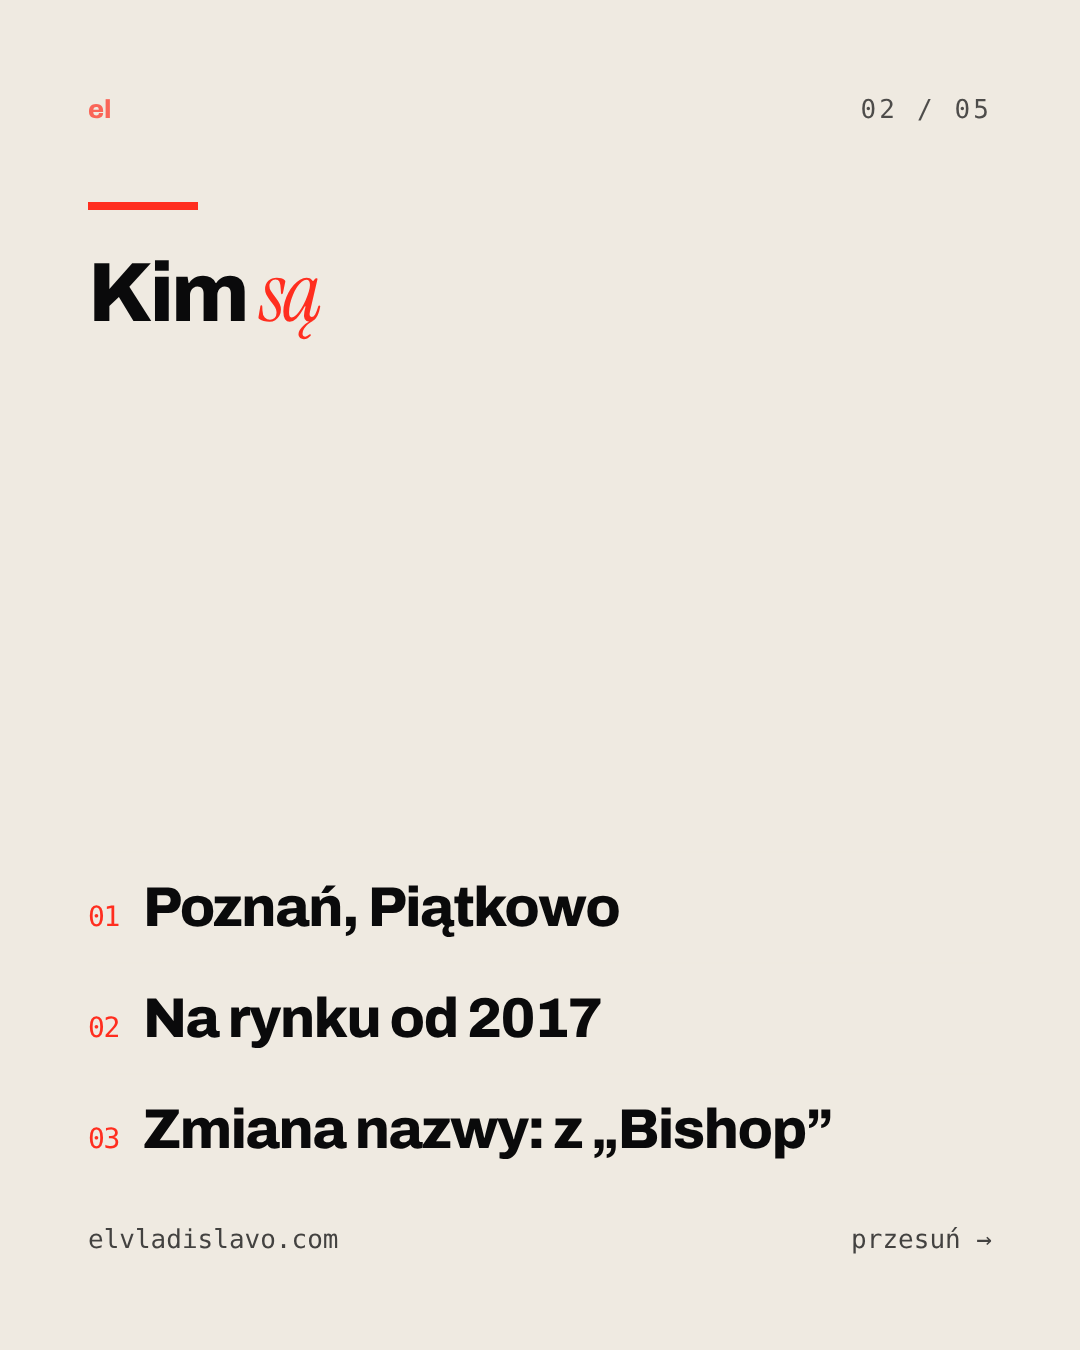 el
02 / 05
Kim są
01 Poznań, Piątkowo
02 Na rynku od 2017
03 Zmiana nazwy: z „Bishop”
elvladislavo.com
przesuń →